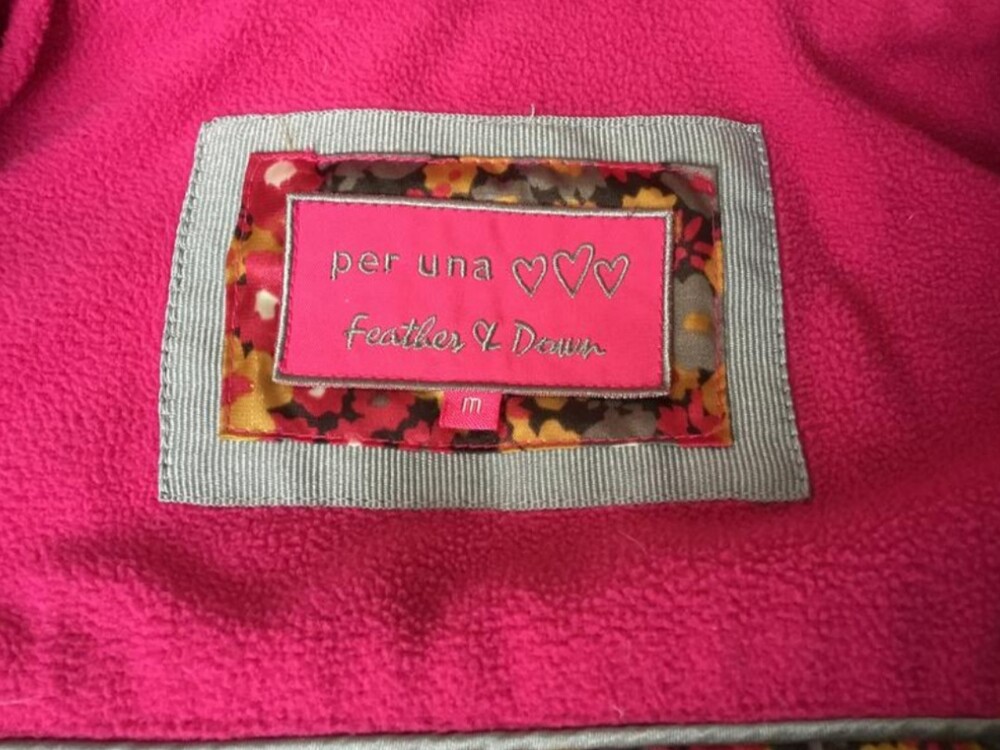 per una
Feather & Down
m